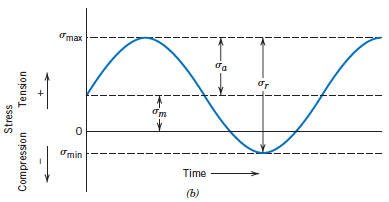 σmax
σa
σr
σm
0
σmin
Stress
Compression
Tension
−
+
Time
(b)